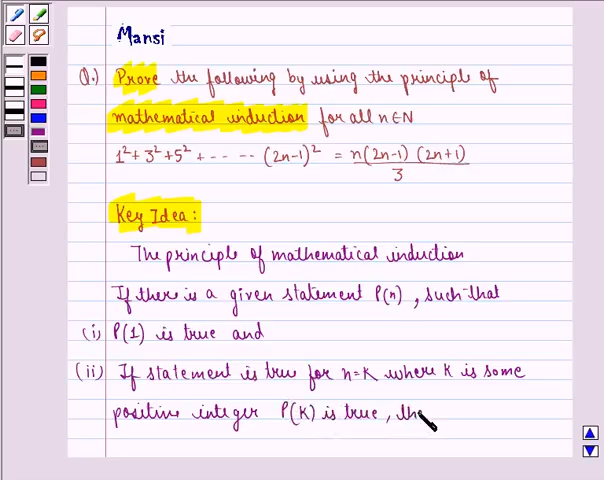 Mansi
Q.) Prove the following by using the principle of
mathematical induction for all n ∈ N
1² + 3² + 5² + - - - - - - (2n-1)² = n(2n-1) (2n+1) / 3
Key Idea:
The principle of mathematical induction
If there is a given statement P(n), such that
(i) P(1) is true and
(ii) If statement is true for n=k where k is some
positive integer P(k) is true, the